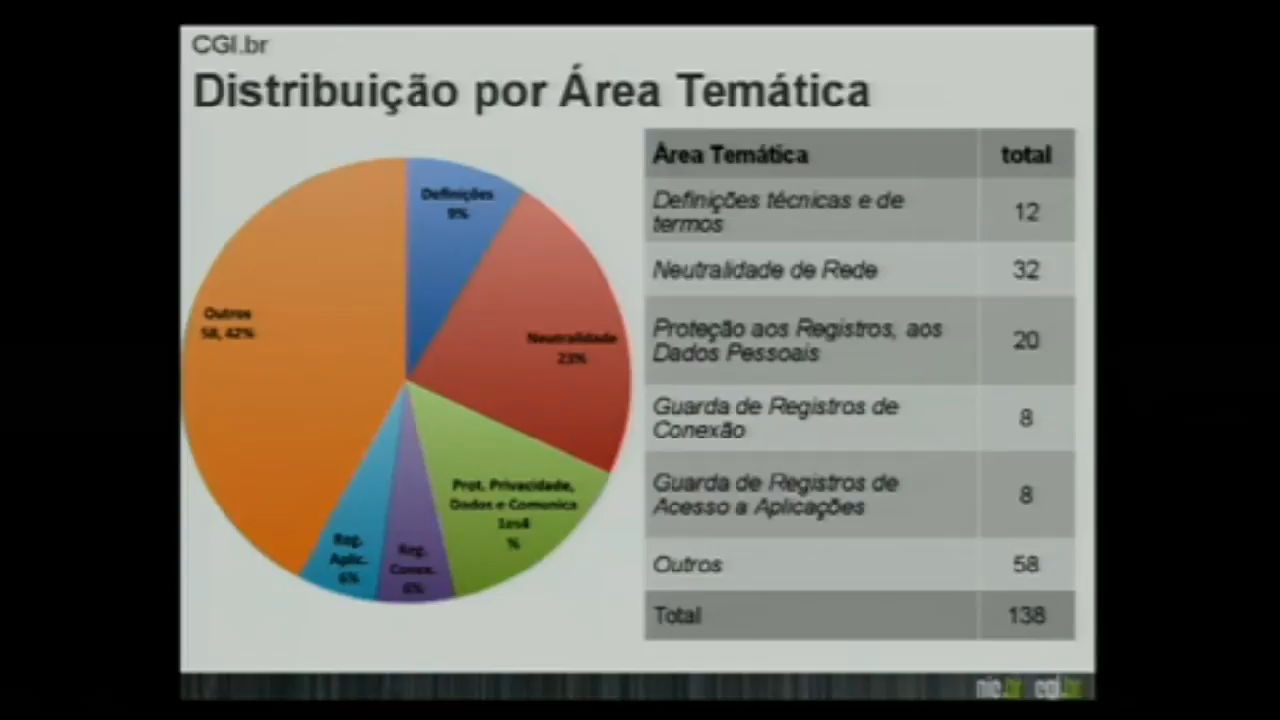 CGI.br
Distribuição por Área Temática
Definições
9%
Neutralidade
23%
Prot. Privacidade,
Dados e Comunica
1es4
%
Reg.
Conex.
6%
Reg.
Aplic.
6%
Outros
58, 42%
Área Temática total
Definições técnicas e de
termos 12
Neutralidade de Rede 32
Proteção aos Registros, aos
Dados Pessoais 20
Guarda de Registros de
Conexão 8
Guarda de Registros de
Acesso a Aplicações 8
Outros 58
Total 138
nic.br cgi.br